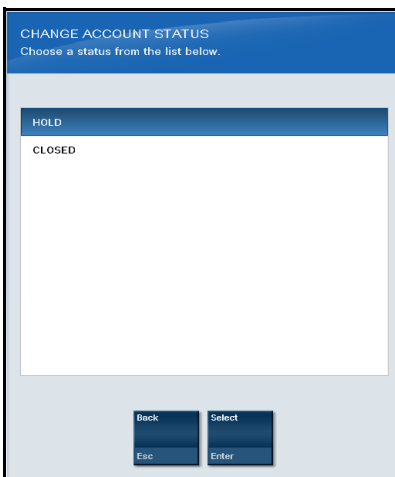 CHANGE ACCOUNT STATUS
Choose a status from the list below.
HOLD
CLOSED
Back Select
Esc Enter